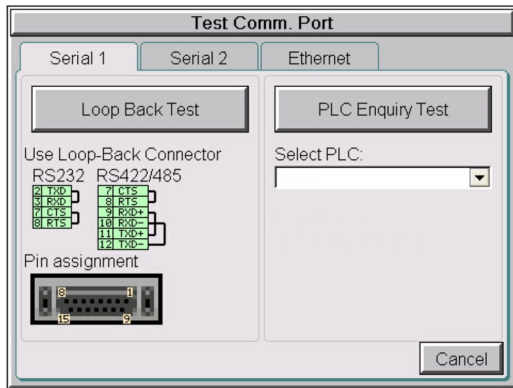 Test Comm. Port
Serial 1 Serial 2 Ethernet
Loop Back Test
PLC Enquiry Test
Use Loop-Back Connector
RS232 RS422/485
2 TXD
3 RXD
7 CTS
8 RTS
7 CTS
8 RTS
9 RXD+
10 RXD-
11 TXD+
12 TXD-
Pin assignment
8 1
15 9
Select PLC:
Cancel